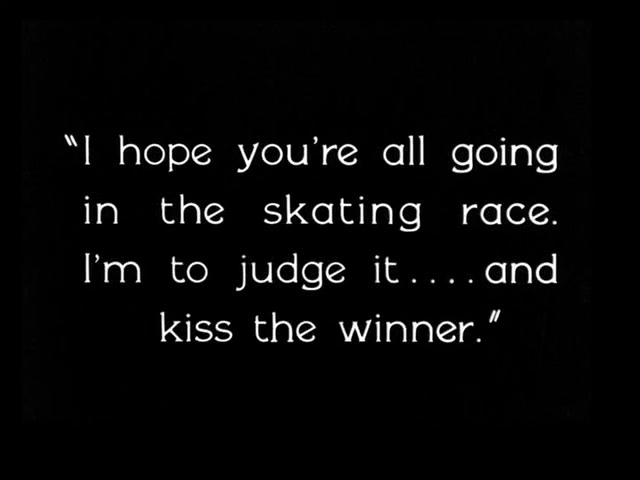 "I hope you're all going
in the skating race.
I'm to judge it....and
kiss the winner."